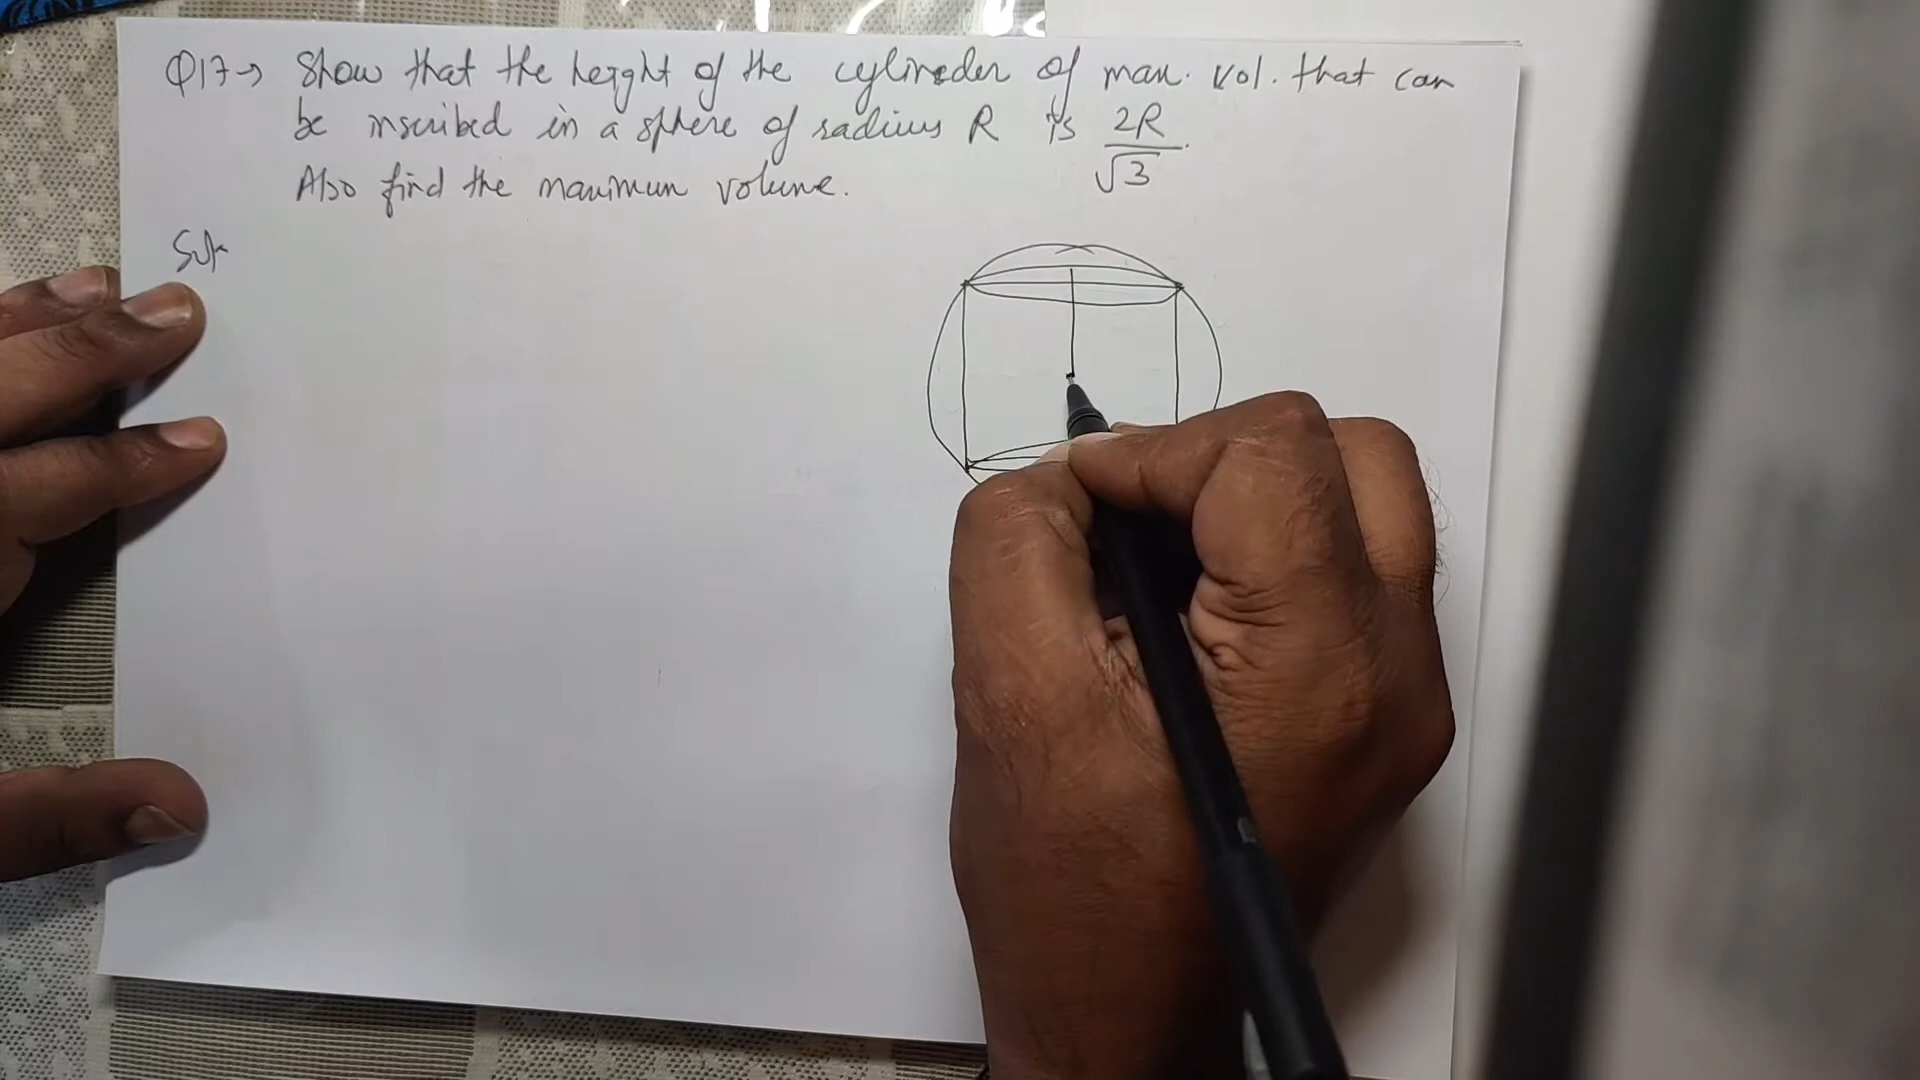 Q17→ Show that the height of the cylinder of max. vol. that can
be inscribed in a sphere of radius R is 2R/√3.
Also find the maximum volume.
Soln